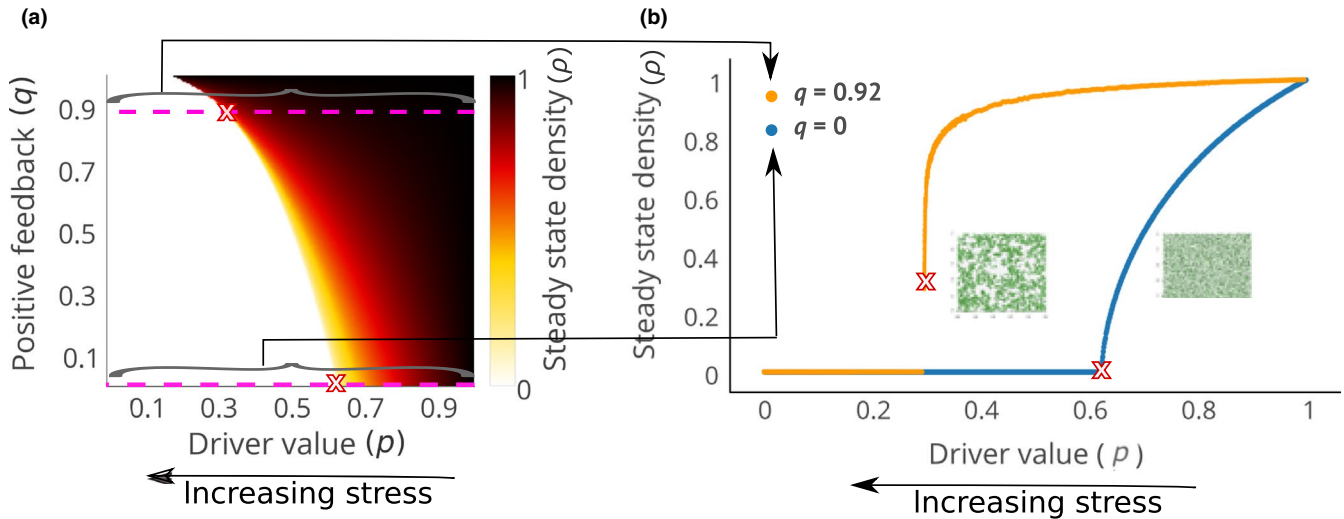 (a)
Positive feedback (q)
0.9
0.7
0.5
0.3
0.1
0.1 0.3 0.5 0.7 0.9
Driver value (p)
Increasing stress
1
0
Steady state density (ρ)
X
X
(b)
Steady state density (ρ)
1
0.8
0.6
0.4
0.2
0
q = 0.92
q = 0
X
X
0 0.2 0.4 0.6 0.8 1
Driver value ( p )
Increasing stress